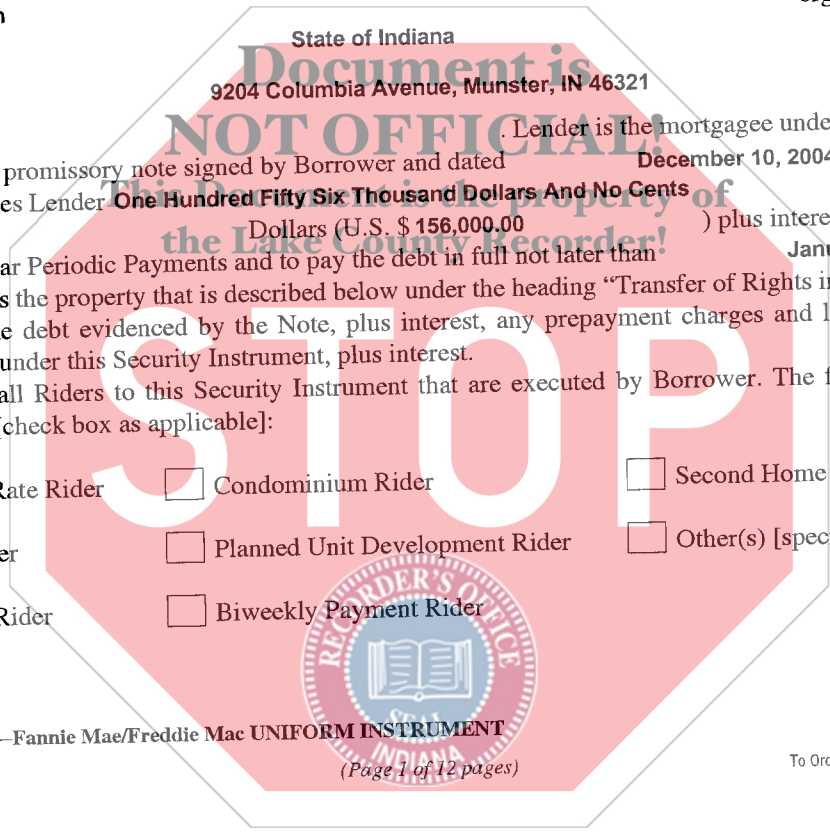 n
State of Indiana
Document is
9204 Columbia Avenue, Munster, IN 46321
NOT OFFICIAL!
. Lender is the mortgagee unde
promissory note signed by Borrower and dated December 10, 2004
This Document is the property of
es Lender One Hundred Fifty Six Thousand Dollars And No Cents
Dollars (U.S. $ 156,000.00 ) plus intere
the Lake County Recorder!
ar Periodic Payments and to pay the debt in full not later than Janu
s the property that is described below under the heading “Transfer of Rights in
e debt evidenced by the Note, plus interest, any prepayment charges and l
under this Security Instrument, plus interest.
all Riders to this Security Instrument that are executed by Borrower. The f
[check box as applicable]:
STOP
Rate Rider Condominium Rider Second Home
er Planned Unit Development Rider Other(s) [spec
Rider Biweekly Payment Rider
RECORDER'S OFFICE
SEAL
INDIANA
—Fannie Mae/Freddie Mac UNIFORM INSTRUMENT
(Page 1 of 12 pages)
To Orc